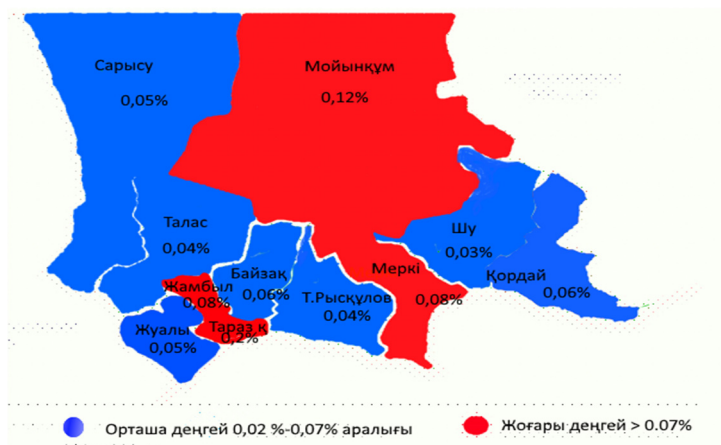 Сарысу
0,05%
Мойынқұм
0,12%
Талас
0,04%
Шу
0,03%
Жамбыл
0,08%
Байзақ
0,06%
Т.Рысқұлов
0,04%
Меркі
0,08%
Қордай
0,06%
Жуалы
0,05%
Тараз қ
0,2%
Орташа деңгей 0,02 %-0,07% аралығы
Жоғары деңгей > 0.07%